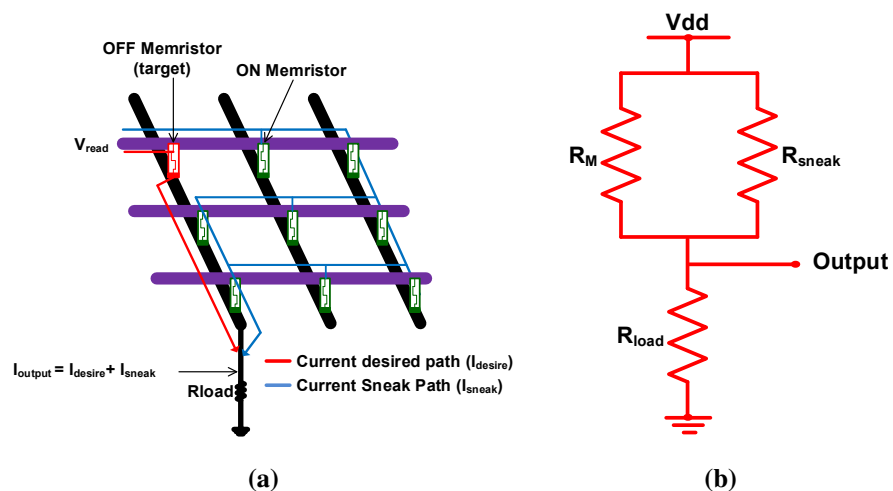 OFF Memristor
(target)
ON Memristor
Vread
Ioutput = Idesire + Isneak
Rload
Current desired path (Idesire)
Current Sneak Path (Isneak)
(a)
Vdd
RM
Rsneak
Output
Rload
(b)